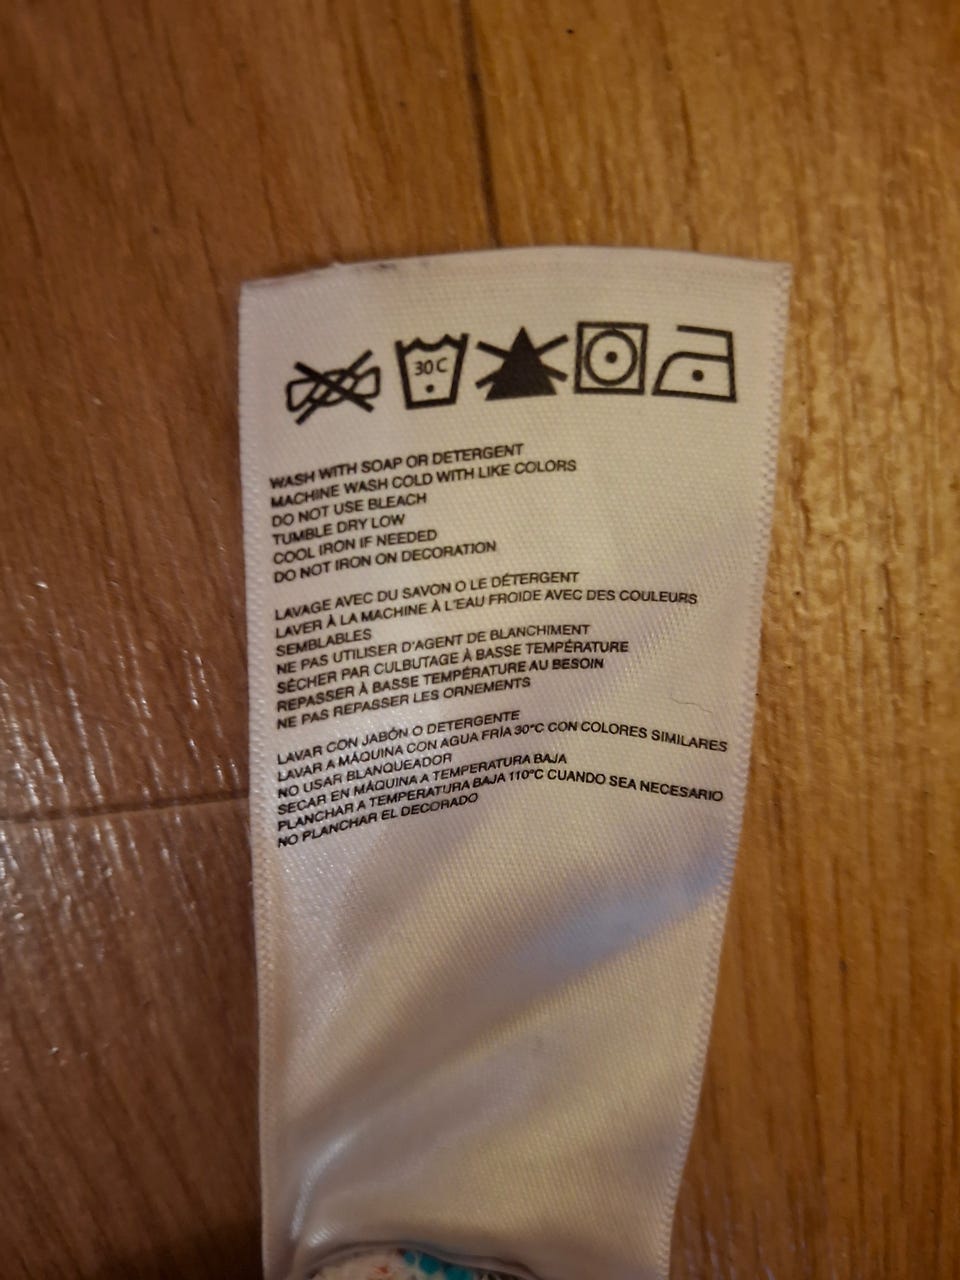 30 C
WASH WITH SOAP OR DETERGENT
MACHINE WASH COLD WITH LIKE COLORS
DO NOT USE BLEACH
TUMBLE DRY LOW
COOL IRON IF NEEDED
DO NOT IRON ON DECORATION
LAVAGE AVEC DU SAVON O LE DÉTERGENT
LAVER À LA MACHINE À L'EAU FROIDE AVEC DES COULEURS
SEMBLABLES
NE PAS UTILISER D'AGENT DE BLANCHIMENT
SÉCHER PAR CULBUTAGE À BASSE TEMPÉRATURE
REPASSER À BASSE TEMPÉRATURE AU BESOIN
NE PAS REPASSER LES ORNEMENTS
LAVAR CON JABÓN O DETERGENTE
LAVAR A MÁQUINA CON AGUA FRÍA 30°C CON COLORES SIMILARES
NO USAR BLANQUEADOR
SECAR EN MÁQUINA A TEMPERATURA BAJA
PLANCHAR A TEMPERATURA BAJA 110°C CUANDO SEA NECESARIO
NO PLANCHAR EL DECORADO